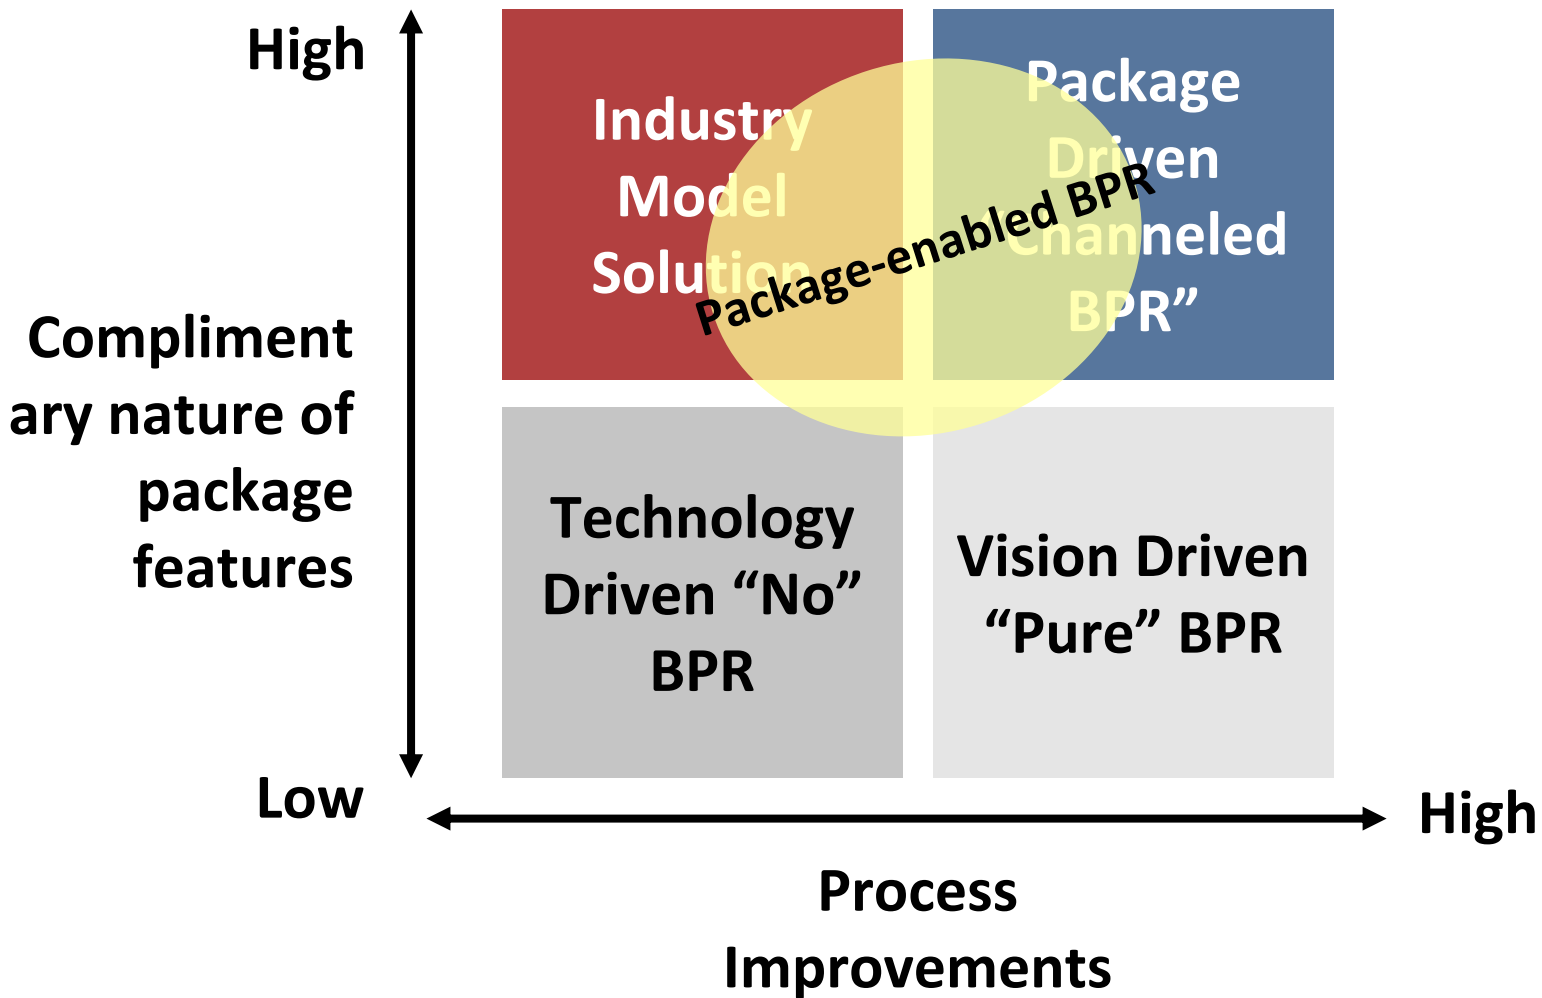 High
Compliment
ary nature of
package
features
Low
Industry
Model
Solution
Package
Driven
“Channeled
BPR”
Package-enabled BPR
Technology
Driven “No”
BPR
Vision Driven
“Pure” BPR
High
Process
Improvements